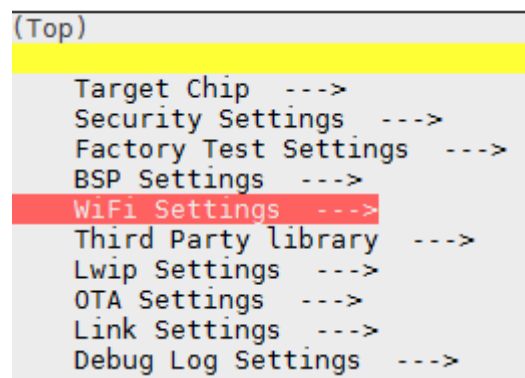 (Top)
Target Chip  --->
Security Settings  --->
Factory Test Settings  --->
BSP Settings  --->
WiFi Settings  --->
Third Party library  --->
Lwip Settings  --->
OTA Settings  --->
Link Settings  --->
Debug Log Settings  --->